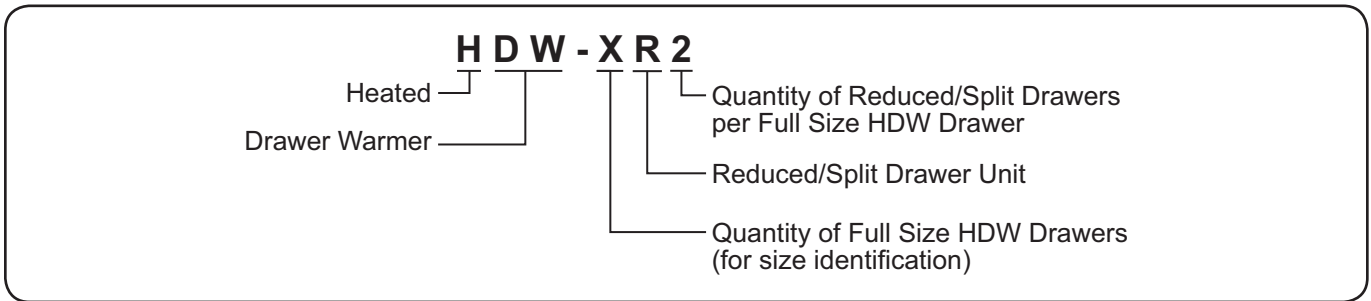 HDW-XR2
Heated
Quantity of Reduced/Split Drawers
per Full Size HDW Drawer
Drawer Warmer
Reduced/Split Drawer Unit
Quantity of Full Size HDW Drawers
(for size identification)